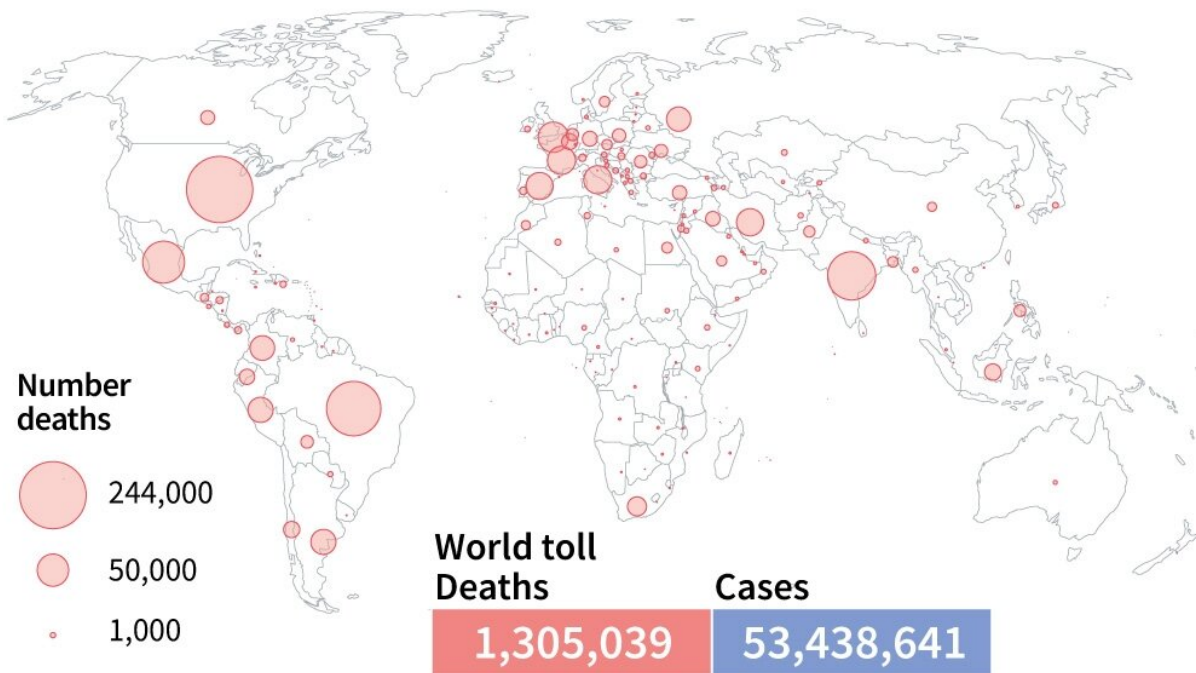 Number
deaths
244,000
50,000
1,000
World toll
Deaths
Cases
1,305,039
53,438,641